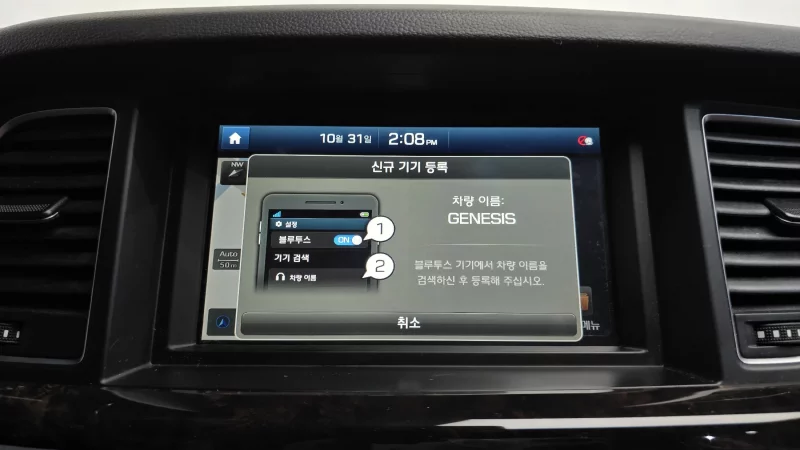 10월 31일 2:08 PM
NW
신규 기기 등록
설정
블루투스 ON 1
기기 검색
2
차량 이름
차량 이름:
GENESIS
블루투스 기기에서 차량 이름을
검색하신 후 등록해 주십시오.
Auto
50m
취소
메뉴